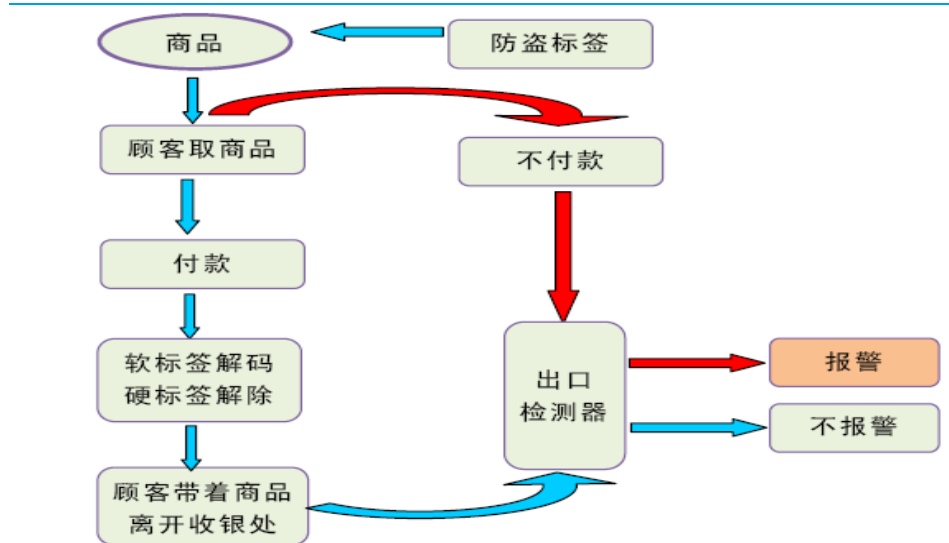 商品
防盗标签
顾客取商品
不付款
付款
软标签解码
硬标签解除
出口
检测器
报警
不报警
顾客带着商品
离开收银处